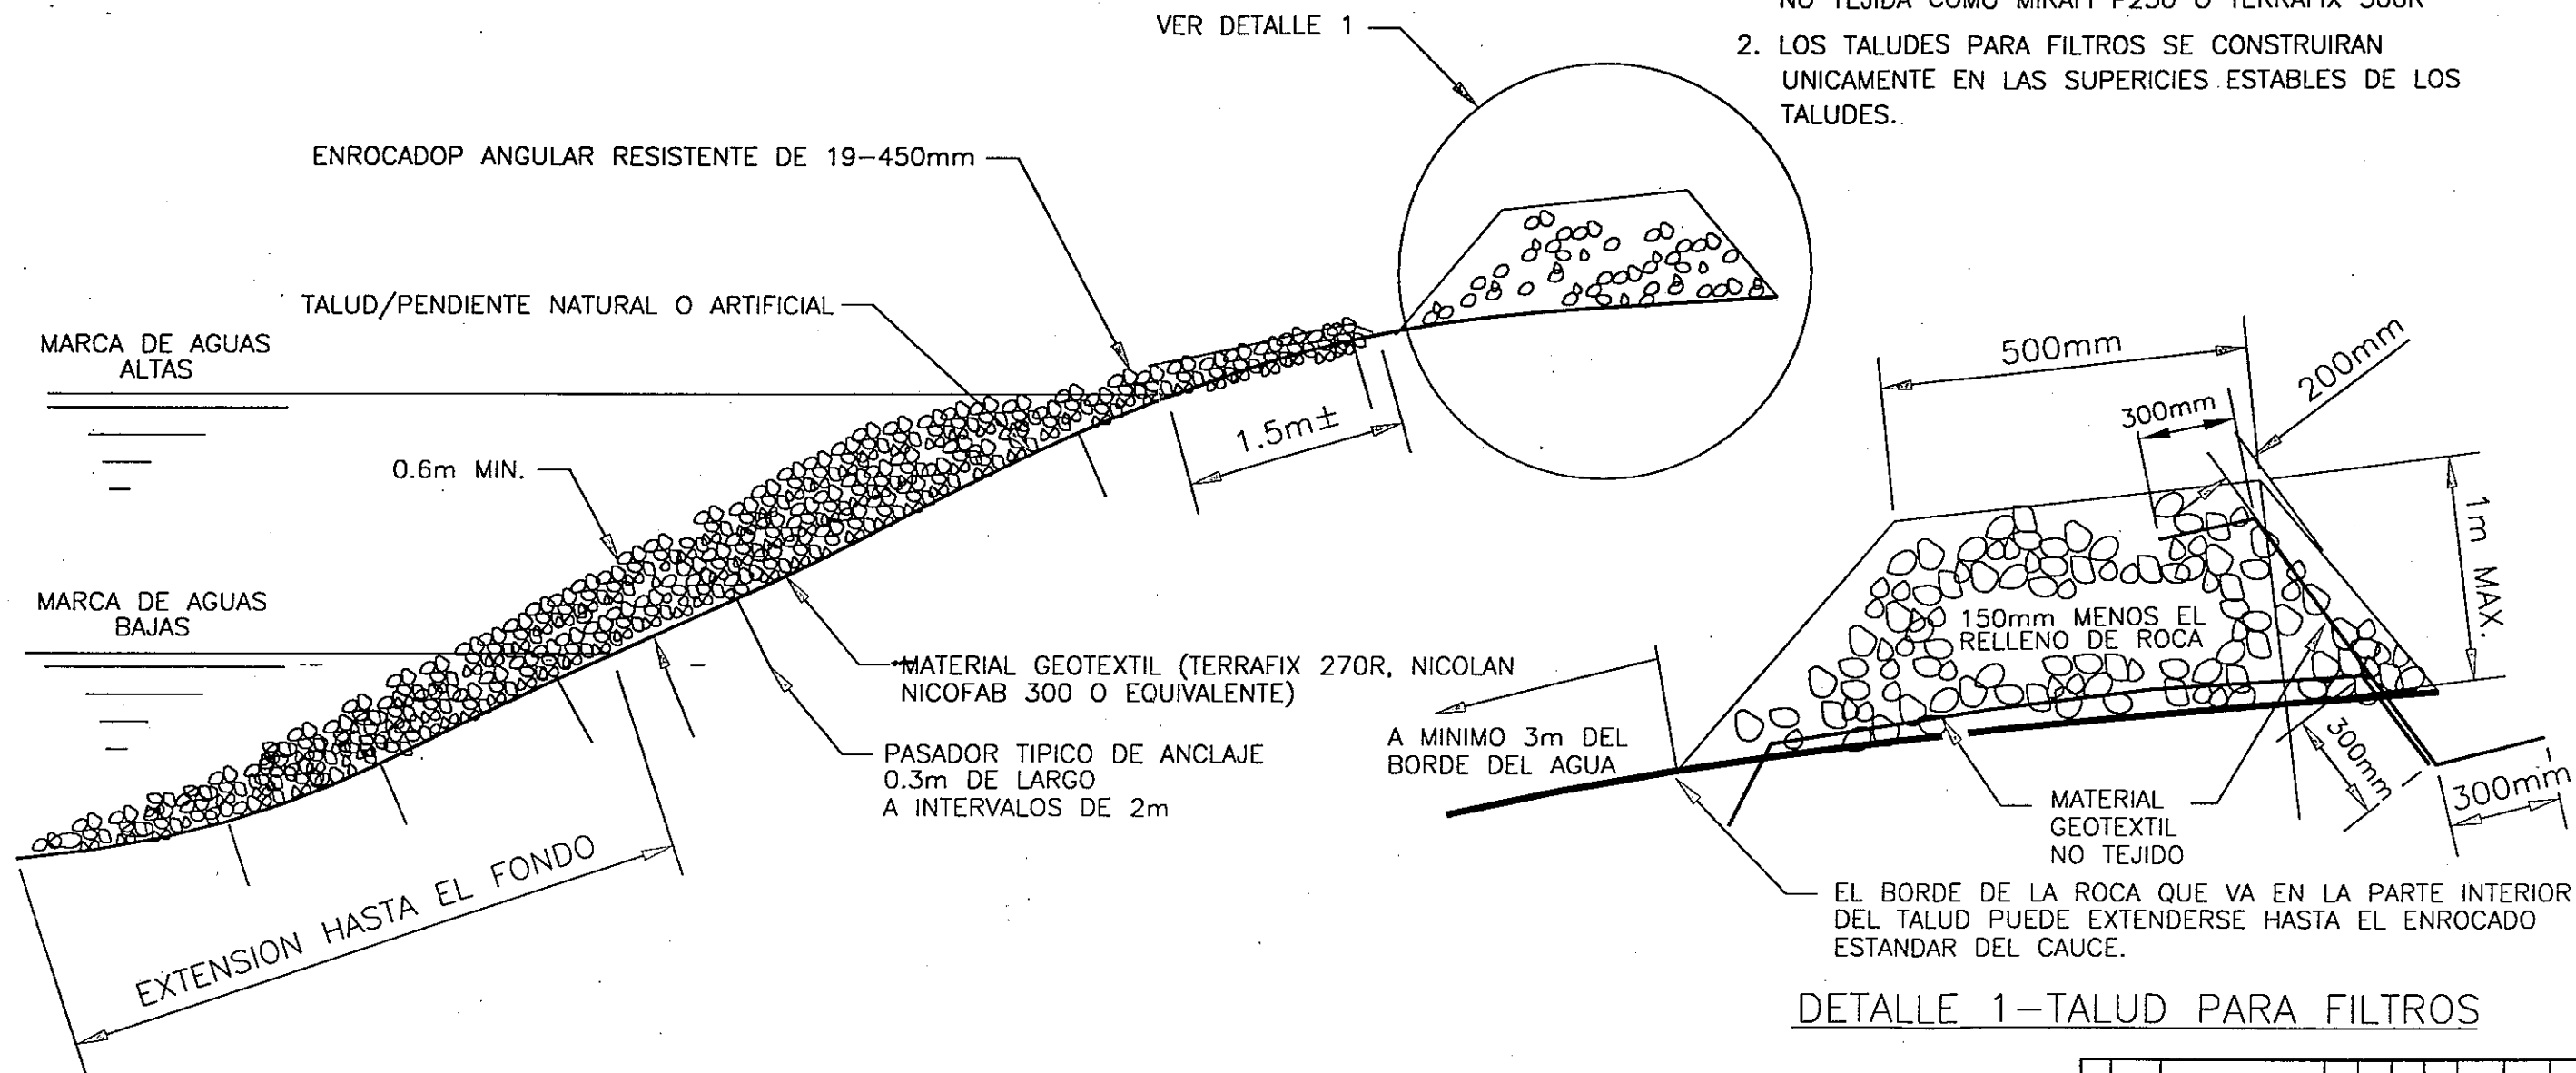 NO TEJIDA COMO MIRAFI P250 O TERRAFIX 300R
2. LOS TALUDES PARA FILTROS SE CONSTRUIRAN
UNICAMENTE EN LAS SUPERICIES ESTABLES DE LOS
TALUDES.
VER DETALLE 1
ENROCADOP ANGULAR RESISTENTE DE 19-450mm
TALUD/PENDIENTE NATURAL O ARTIFICIAL
MARCA DE AGUAS
ALTAS
0.6m MIN.
1.5m±
MARCA DE AGUAS
BAJAS
MATERIAL GEOTEXTIL (TERRAFIX 270R, NICOLAN
NICOFAB 300 O EQUIVALENTE)
PASADOR TIPICO DE ANCLAJE
0.3m DE LARGO
A INTERVALOS DE 2m
EXTENSION HASTA EL FONDO
500mm
200mm
300mm
1m MAX.
150mm MENOS EL
RELLENO DE ROCA
A MINIMO 3m DEL
BORDE DEL AGUA
300mm
300mm
MATERIAL
GEOTEXTIL
NO TEJIDO
EL BORDE DE LA ROCA QUE VA EN LA PARTE INTERIOR
DEL TALUD PUEDE EXTENDERSE HASTA EL ENROCADO
ESTANDAR DEL CAUCE.
DETALLE 1-TALUD PARA FILTROS